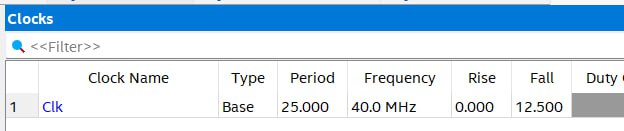 Clocks
<<Filter>>
Clock Name Type Period Frequency Rise Fall Duty
1 Clk Base 25.000 40.0 MHz 0.000 12.500